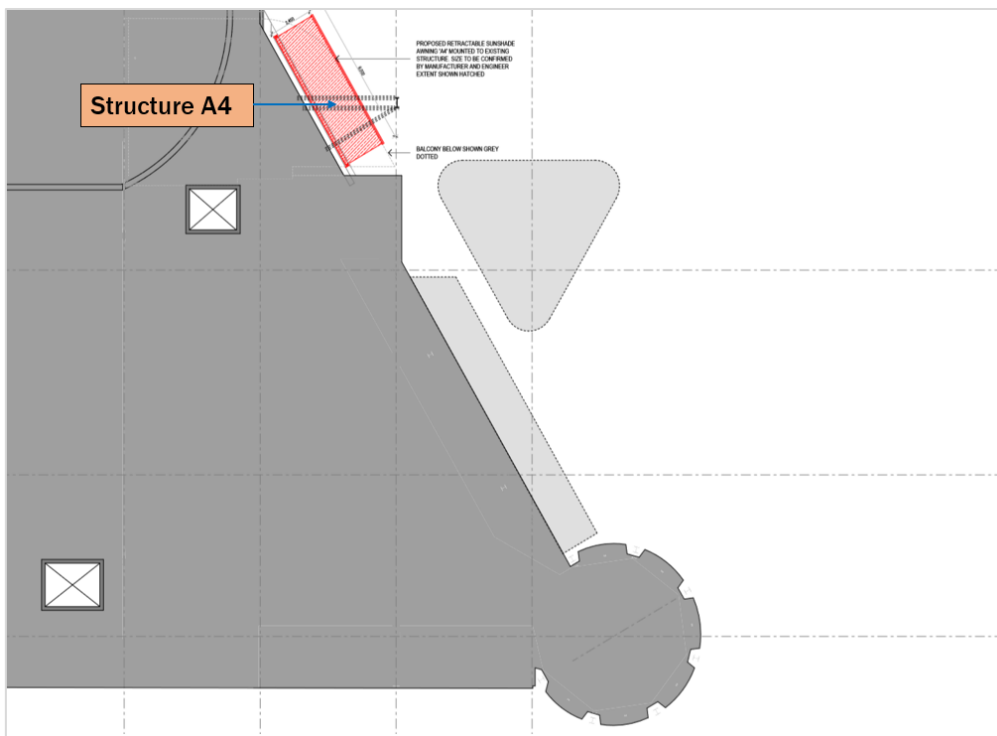 PROPOSED RETRACTABLE SUNSHADE
AWNING 'A4' MOUNTED TO EXISTING
STRUCTURE. SIZE TO BE CONFIRMED
BY MANUFACTURER AND ENGINEER
EXTENT SHOWN HATCHED
Structure A4
BALCONY BELOW SHOWN GREY
DOTTED